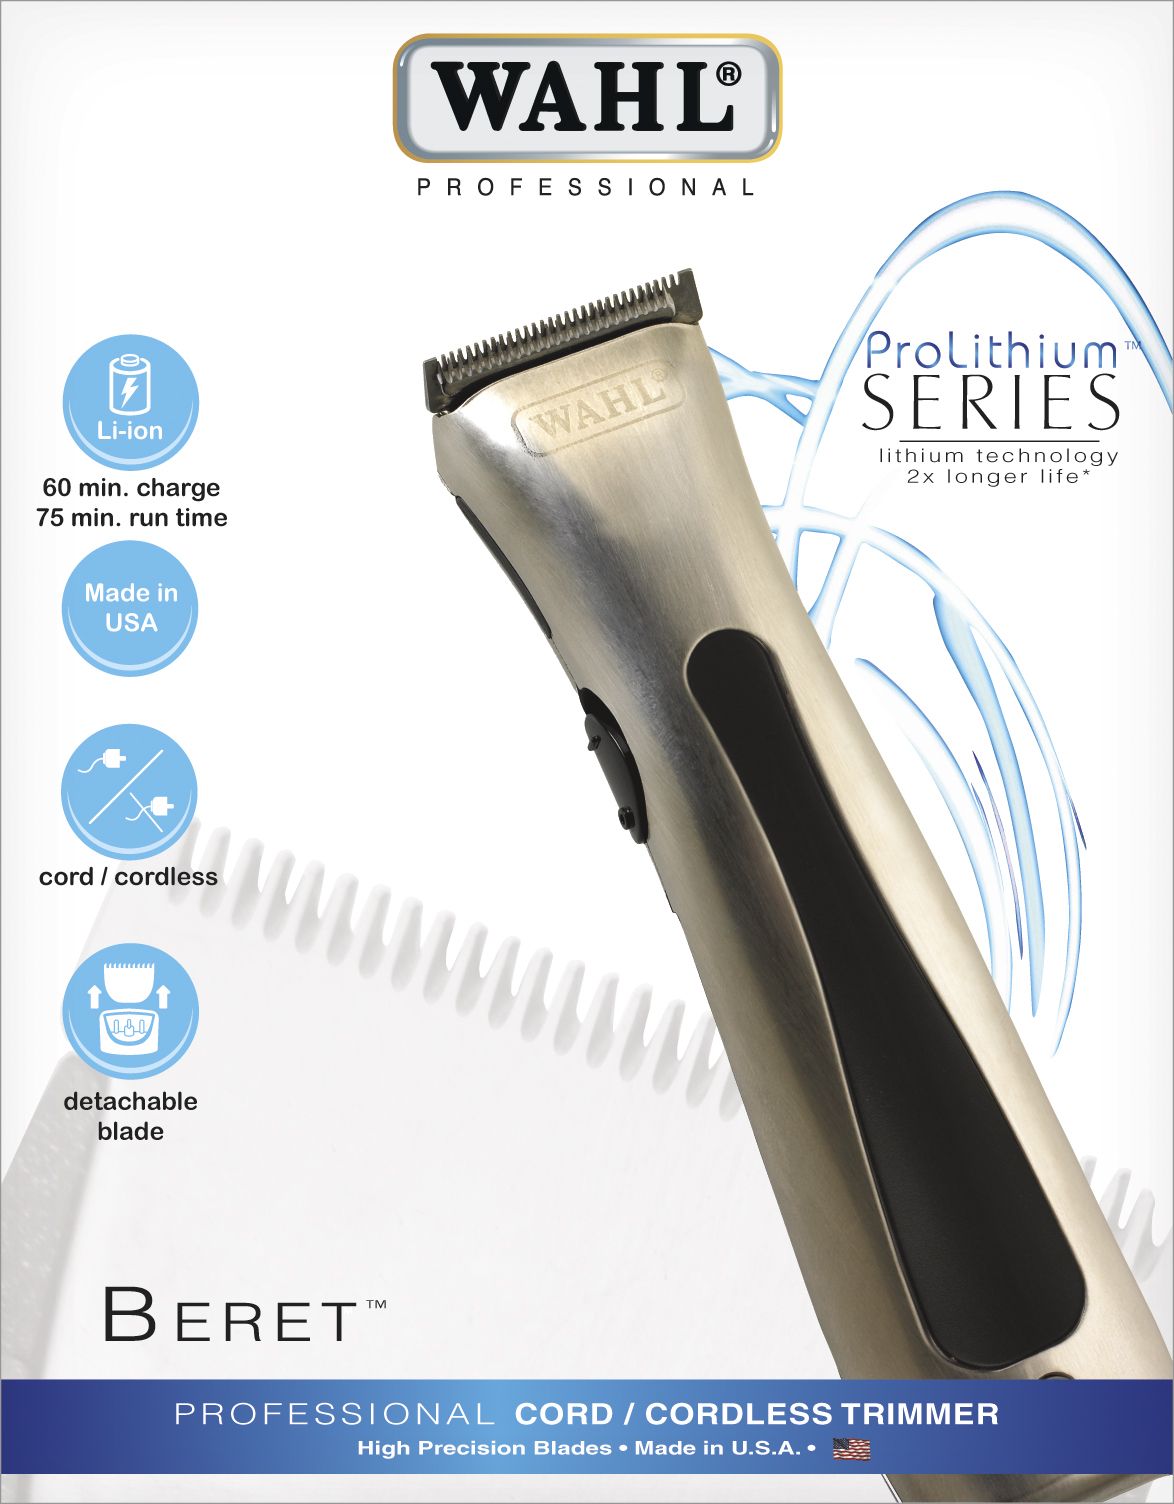 WAHL®
PROFESSIONAL
WAHL®
ProLithium™
SERIES
lithium technology
2x longer life*
Li-ion
60 min. charge
75 min. run time
Made in
USA
cord / cordless
detachable
blade
BERET™
PROFESSIONAL CORD / CORDLESS TRIMMER
High Precision Blades • Made in U.S.A. •